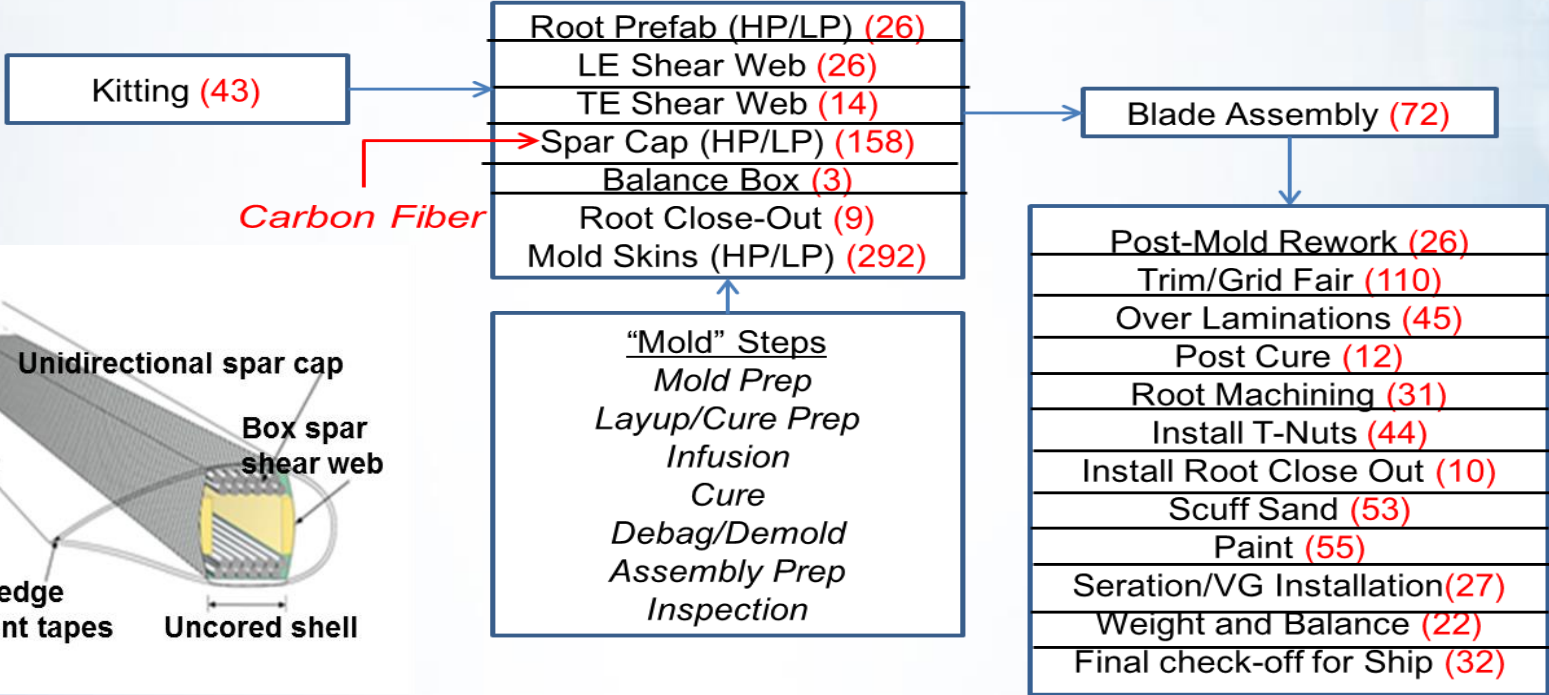 Kitting (43)
Root Prefab (HP/LP) (26)
LE Shear Web (26)
TE Shear Web (14)
Spar Cap (HP/LP) (158)
Balance Box (3)
Root Close-Out (9)
Mold Skins (HP/LP) (292)
Carbon Fiber
Blade Assembly (72)
"Mold" Steps
Mold Prep
Layup/Cure Prep
Infusion
Cure
Debag/Demold
Assembly Prep
Inspection
Post-Mold Rework (26)
Trim/Grid Fair (110)
Over Laminations (45)
Post Cure (12)
Root Machining (31)
Install T-Nuts (44)
Install Root Close Out (10)
Scuff Sand (53)
Paint (55)
Seration/VG Installation(27)
Weight and Balance (22)
Final check-off for Ship (32)
Unidirectional spar cap
Box spar
shear web
edge
nt tapes
Uncored shell